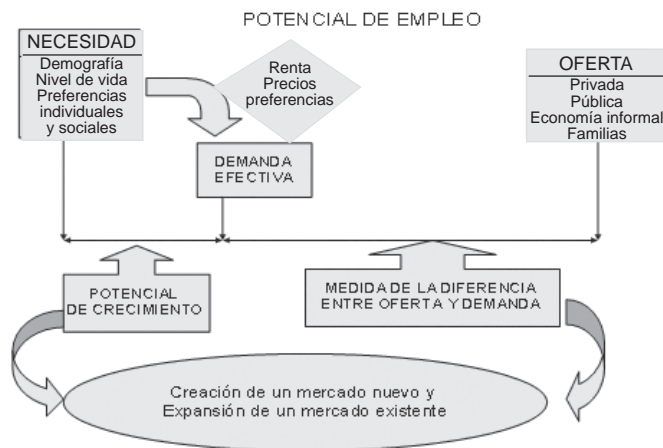 POTENCIAL DE EMPLEO
NECESIDAD
Demografía
Nivel de vida
Preferencias
individuales
y sociales
Renta
Precios
preferencias
OFERTA
Privada
Pública
Economía informal
Familias
DEMANDA
EFECTIVA
POTENCIAL
DE CRECIMIENTO
MEDIDA DE LA DIFERENCIA
ENTRE OFERTA Y DEMANDA
Creación de un mercado nuevo y
Expansión de un mercado existente